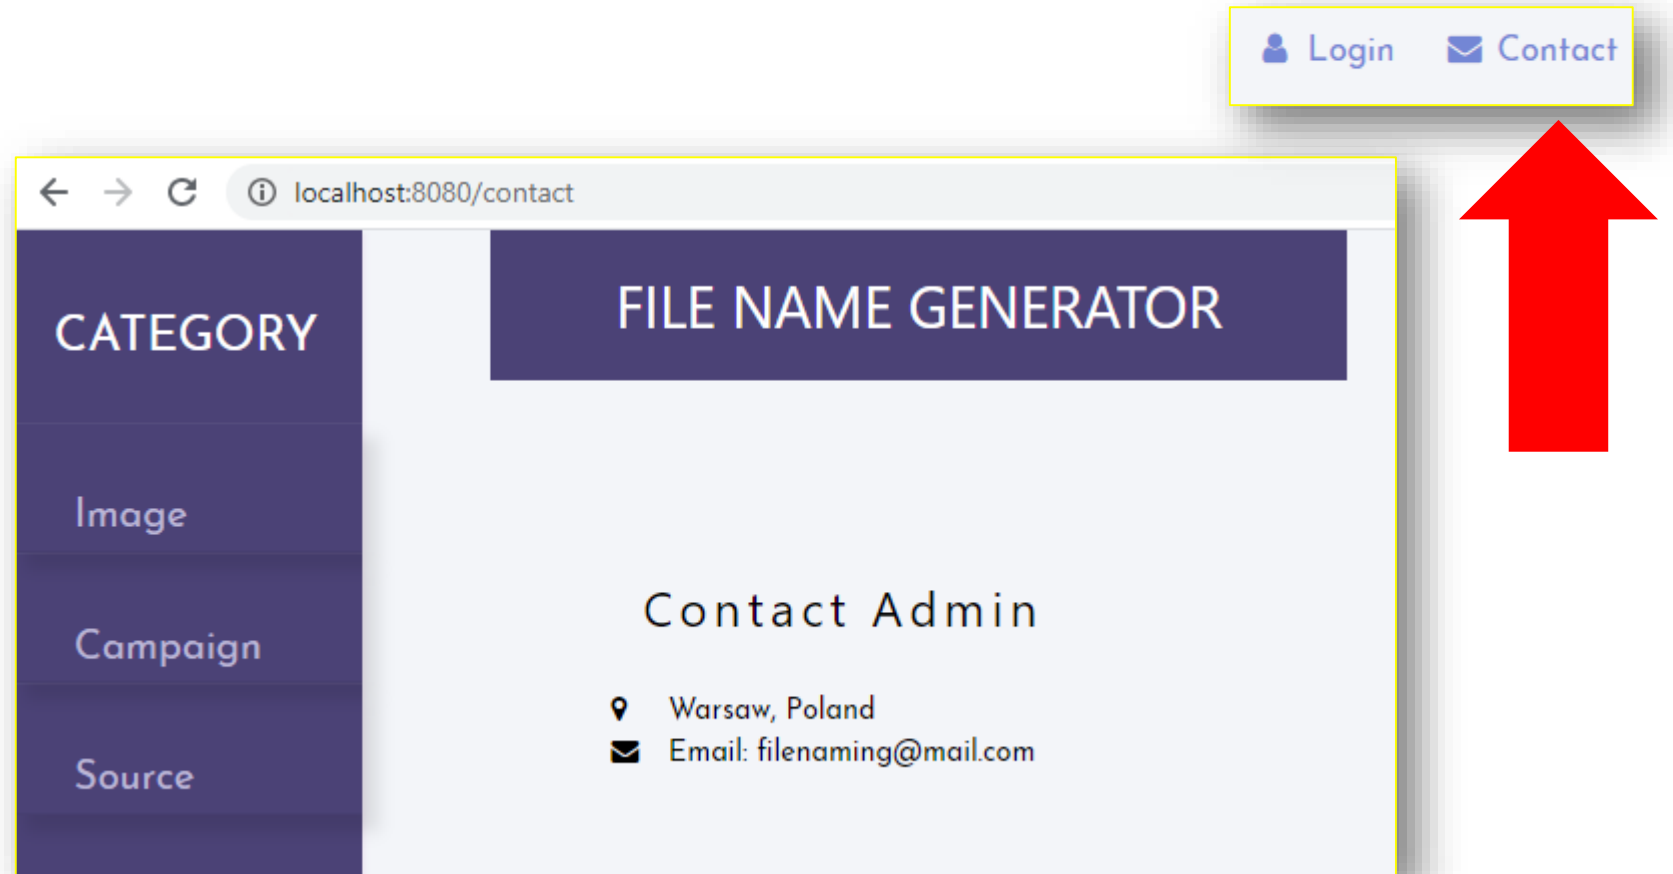 Login Contact
localhost:8080/contact
CATEGORY
FILE NAME GENERATOR
Image
Campaign
Source
Contact Admin
Warsaw, Poland
Email: filenaming@mail.com